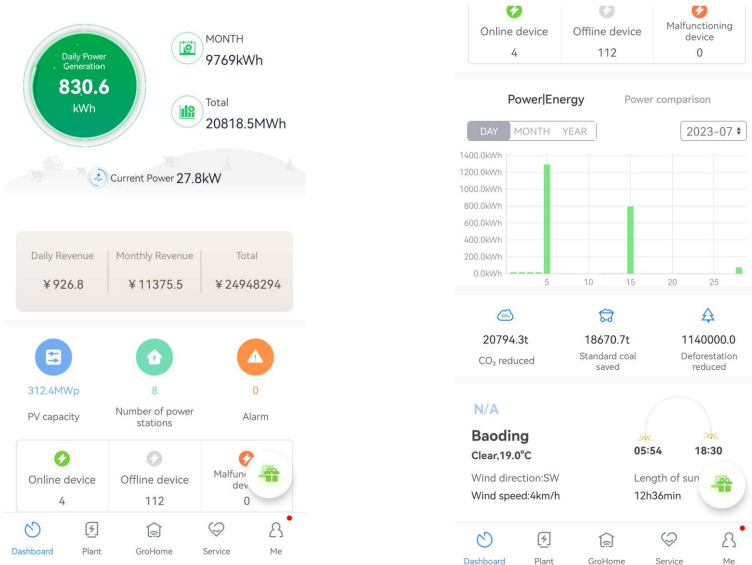 Daily Power
Generation
830.6
kWh
MONTH
9769kWh
Total
20818.5MWh
Current Power 27.8kW
Daily Revenue
Monthly Revenue
Total
¥926.8
¥11375.5
¥24948294
312.4MWp
8
0
PV capacity
Number of power
stations
Alarm
Online device
Offline device
4
112
0
Dashboard
Plant
GroHome
Service
Me
Online device
Offline device
Malfunctioning
device
4
112
0
Power|Energy
Power comparison
DAY
MONTH
YEAR
2023-07
1400.0kWh
1200.0kWh
1000.0kWh
800.0kWh
600.0kWh
400.0kWh
200.0kWh
0.0kWh
5
10
15
20
25
CO₂
20794.3t
18670.7t
1140000.0
CO₂ reduced
Standard coal
saved
Deforestation
reduced
N/A
Baoding
Clear,19.0°C
05:54
18:30
Wind direction:SW
Length of sun
Wind speed:4km/h
12h36min
Dashboard
Plant
GroHome
Service
Me